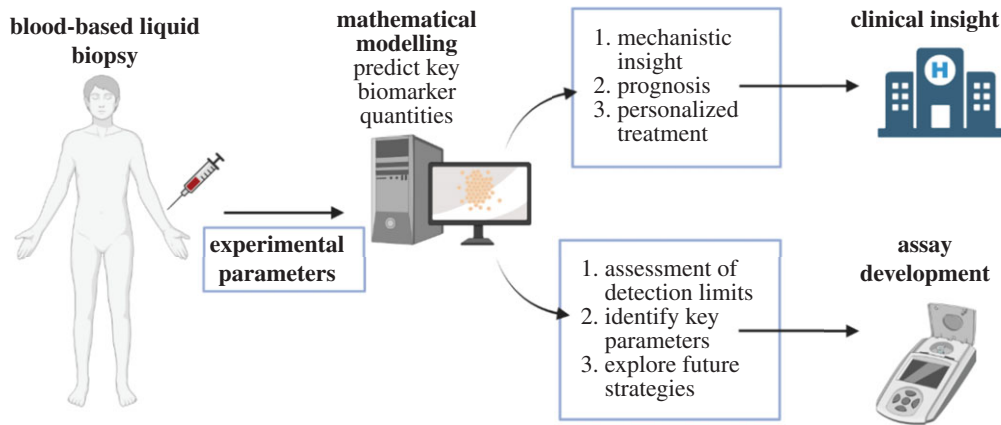 blood-based liquid
biopsy
experimental
parameters
mathematical
modelling
predict key
biomarker
quantities
1. mechanistic
insight
2. prognosis
3. personalized
treatment
clinical insight
H
1. assessment of
detection limits
2. identify key
parameters
3. explore future
strategies
assay
development